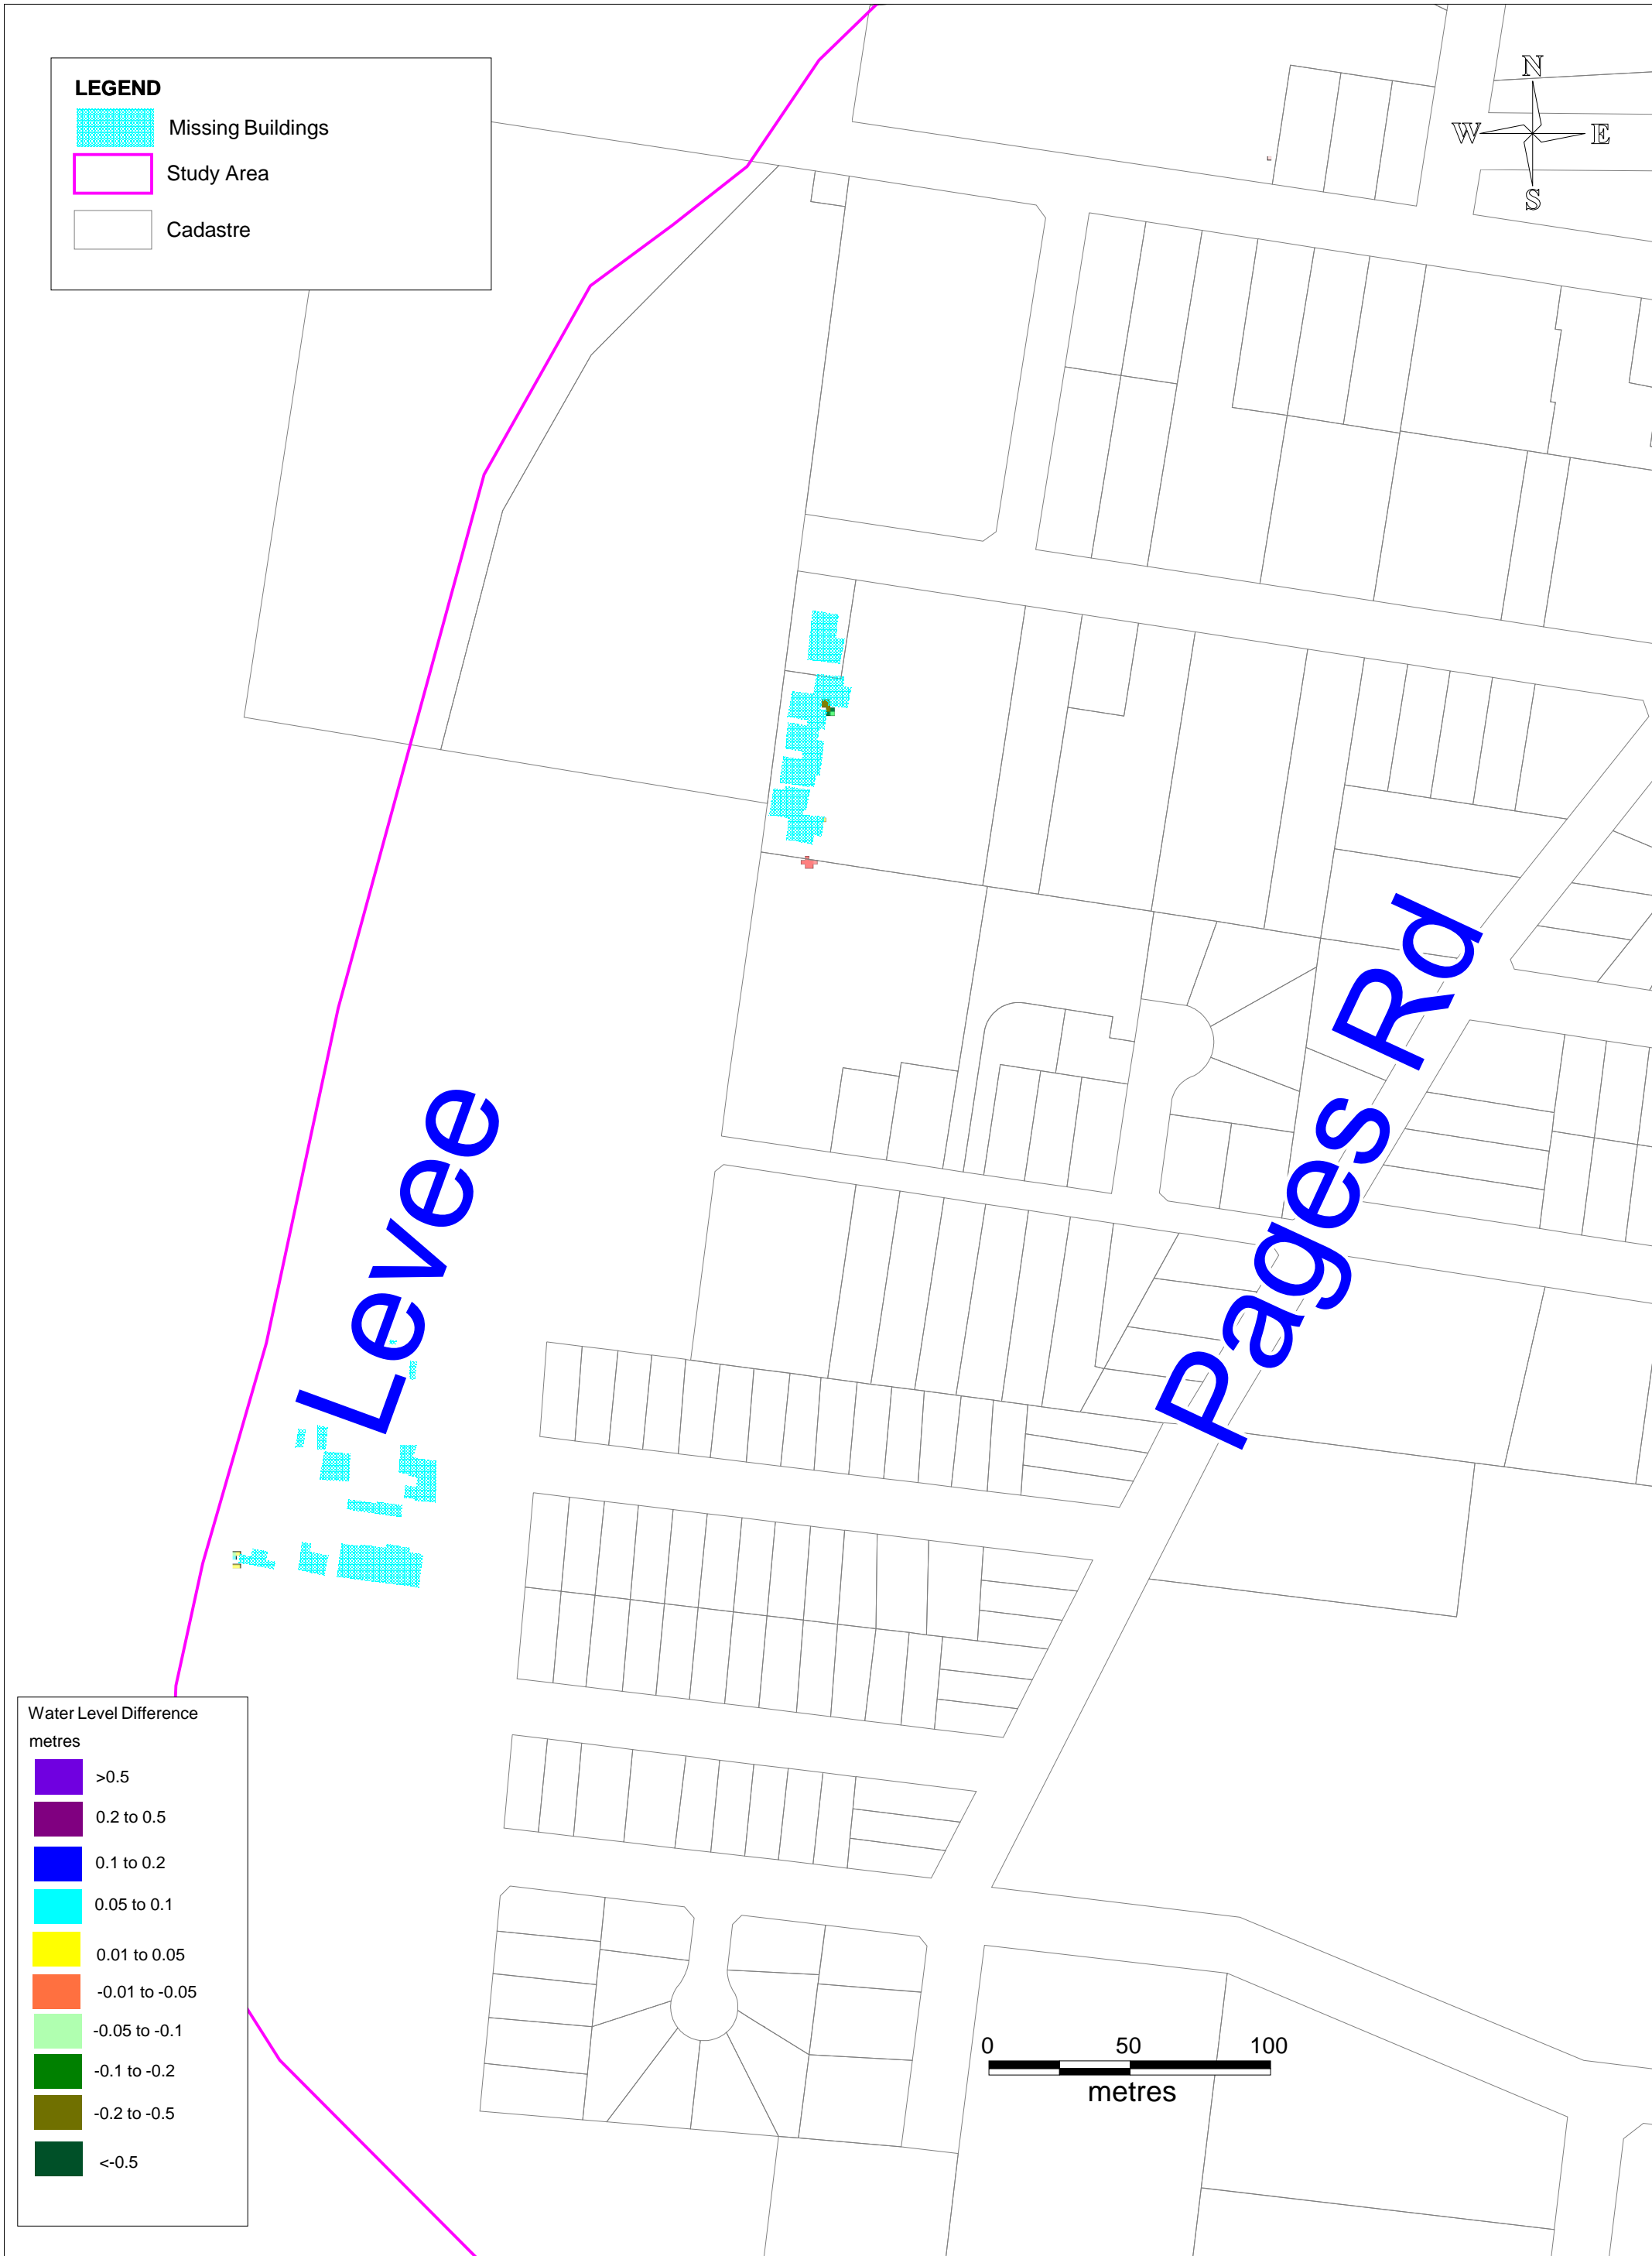 LEGEND
Missing Buildings
Study Area
Cadastre
N
W E
S
Levee
Pages Rd
Water Level Difference
metres
>0.5
0.2 to 0.5
0.1 to 0.2
0.05 to 0.1
0.01 to 0.05
-0.01 to -0.05
-0.05 to -0.1
-0.1 to -0.2
-0.2 to -0.5
<-0.5
0 50 100
metres